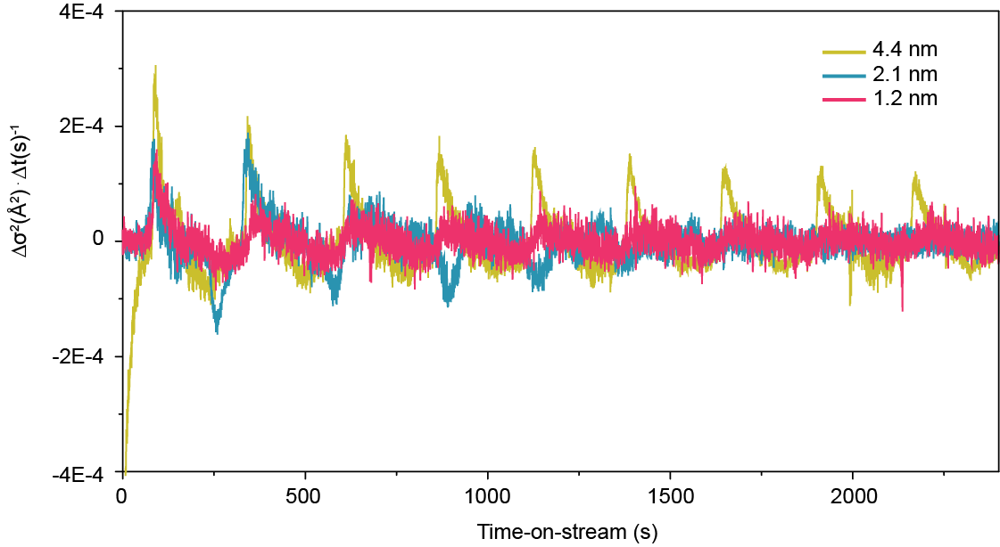 4E-4
2E-4
0
-2E-4
-4E-4
Δσ²(Å²)·Δt(s)⁻¹
4.4 nm
2.1 nm
1.2 nm
0
500
1000
1500
2000
Time-on-stream (s)